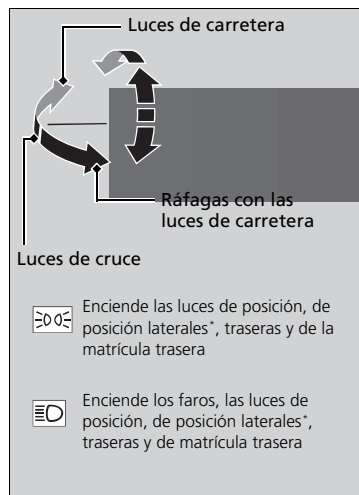 Luces de carretera
Ráfagas con las
luces de carretera
Luces de cruce
Enciende las luces de posición, de
posición laterales*, traseras y de la
matrícula trasera
Enciende los faros, las luces de
posición, de posición laterales*,
traseras y de matrícula trasera